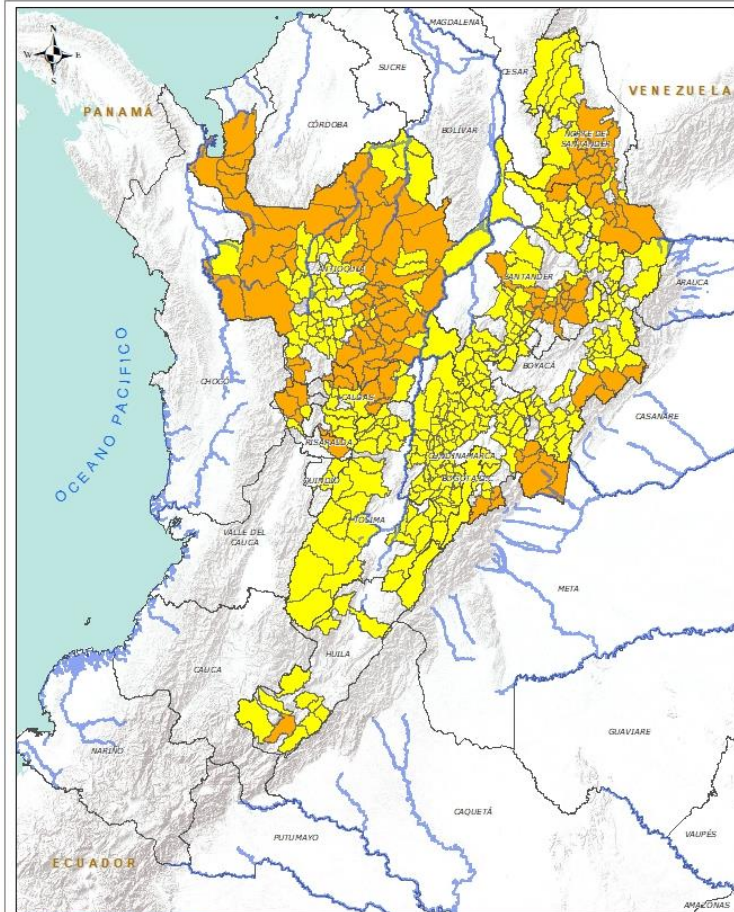 MAGDALENA
N
W E
S
SUCRE
CESAR
VENEZUELA
PANAMÁ
CÓRDOBA
BOLÍVAR
NORTE DE
SANTANDER
ANTIOQUIA
SANTANDER
ARAUCA
OCEANO PACIFICO
CHOCÓ
BOYACÁ
CALDAS
CASANARE
RISARALDA
CUNDINAMARCA
QUINDIO
BOGOTÁ D.C.
TOLIMA
VALLE DEL
CAUCA
META
HUILA
CAUCA
GUAVIARE
NARIÑO
CAQUETÁ
PUTUMAYO
VAUPÉS
ECUADOR
AMAZONAS